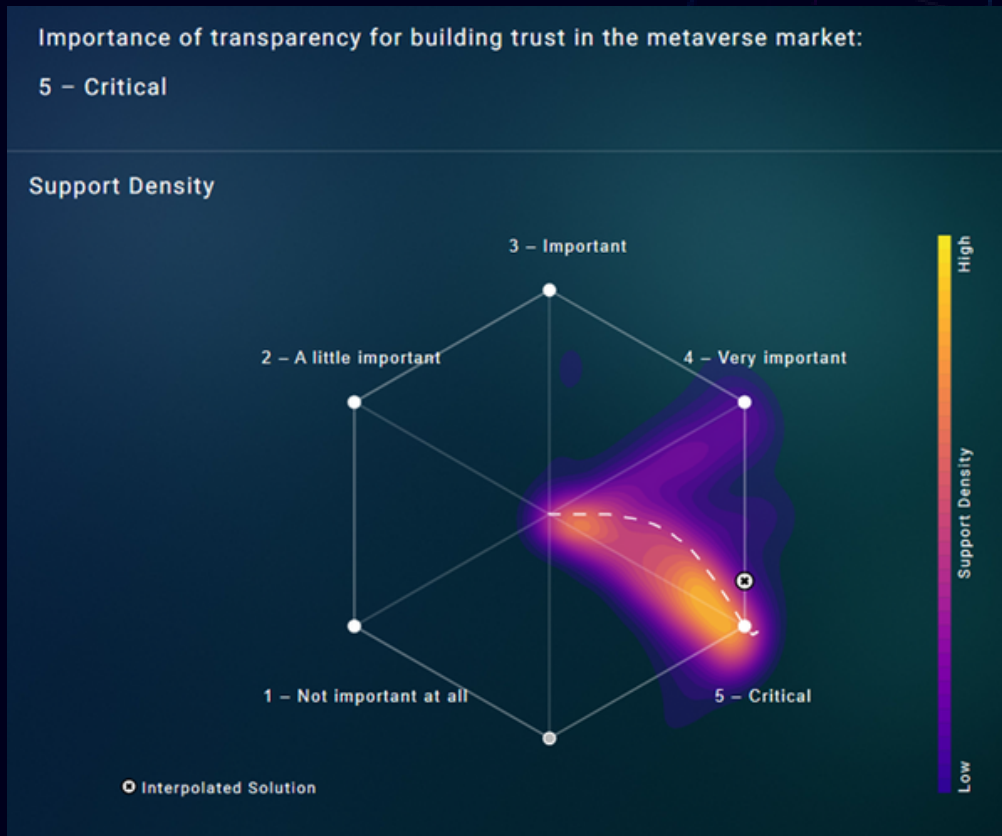 Importance of transparency for building trust in the metaverse market:
5 – Critical
Support Density
3 – Important
2 – A little important
4 – Very important
1 – Not important at all
5 – Critical
Interpolated Solution
High
Support Density
Low